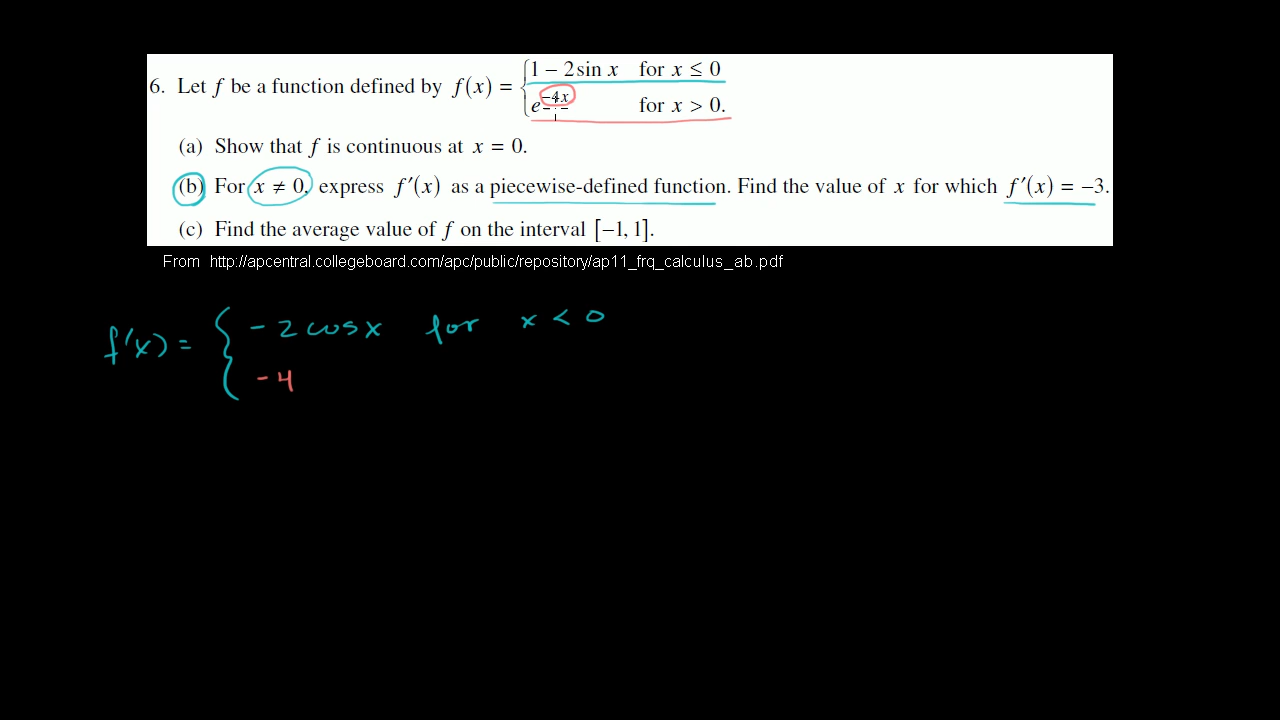 6. Let f be a function defined by f(x) = { 1 − 2 sin x for x ≤ 0
e^{−4x} for x > 0.
(a) Show that f is continuous at x = 0.
(b) For x ≠ 0, express f′(x) as a piecewise-defined function. Find the value of x for which f′(x) = −3.
(c) Find the average value of f on the interval [−1, 1].
From http://apcentral.collegeboard.com/apc/public/repository/ap11_frq_calculus_ab.pdf
f'(x) = { -2 cos x for x < 0
-4